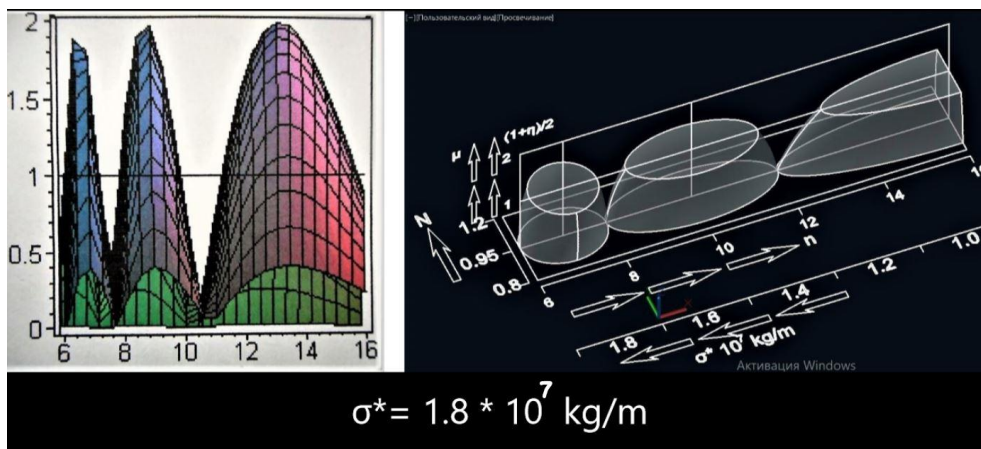 2
1.5
1
0.5
0
6 8 10 12 14 16
[−][Пользовательский вид][Просвечивание]
μ (1+η)/2
2
1
N
1.2
0.95
0.8
6 8 10 12 14 16
n
1.8 1.6 1.4 1.2 1.0
σ* 10⁷ kg/m
Активация Windows
σ*= 1.8 * 10⁷ kg/m